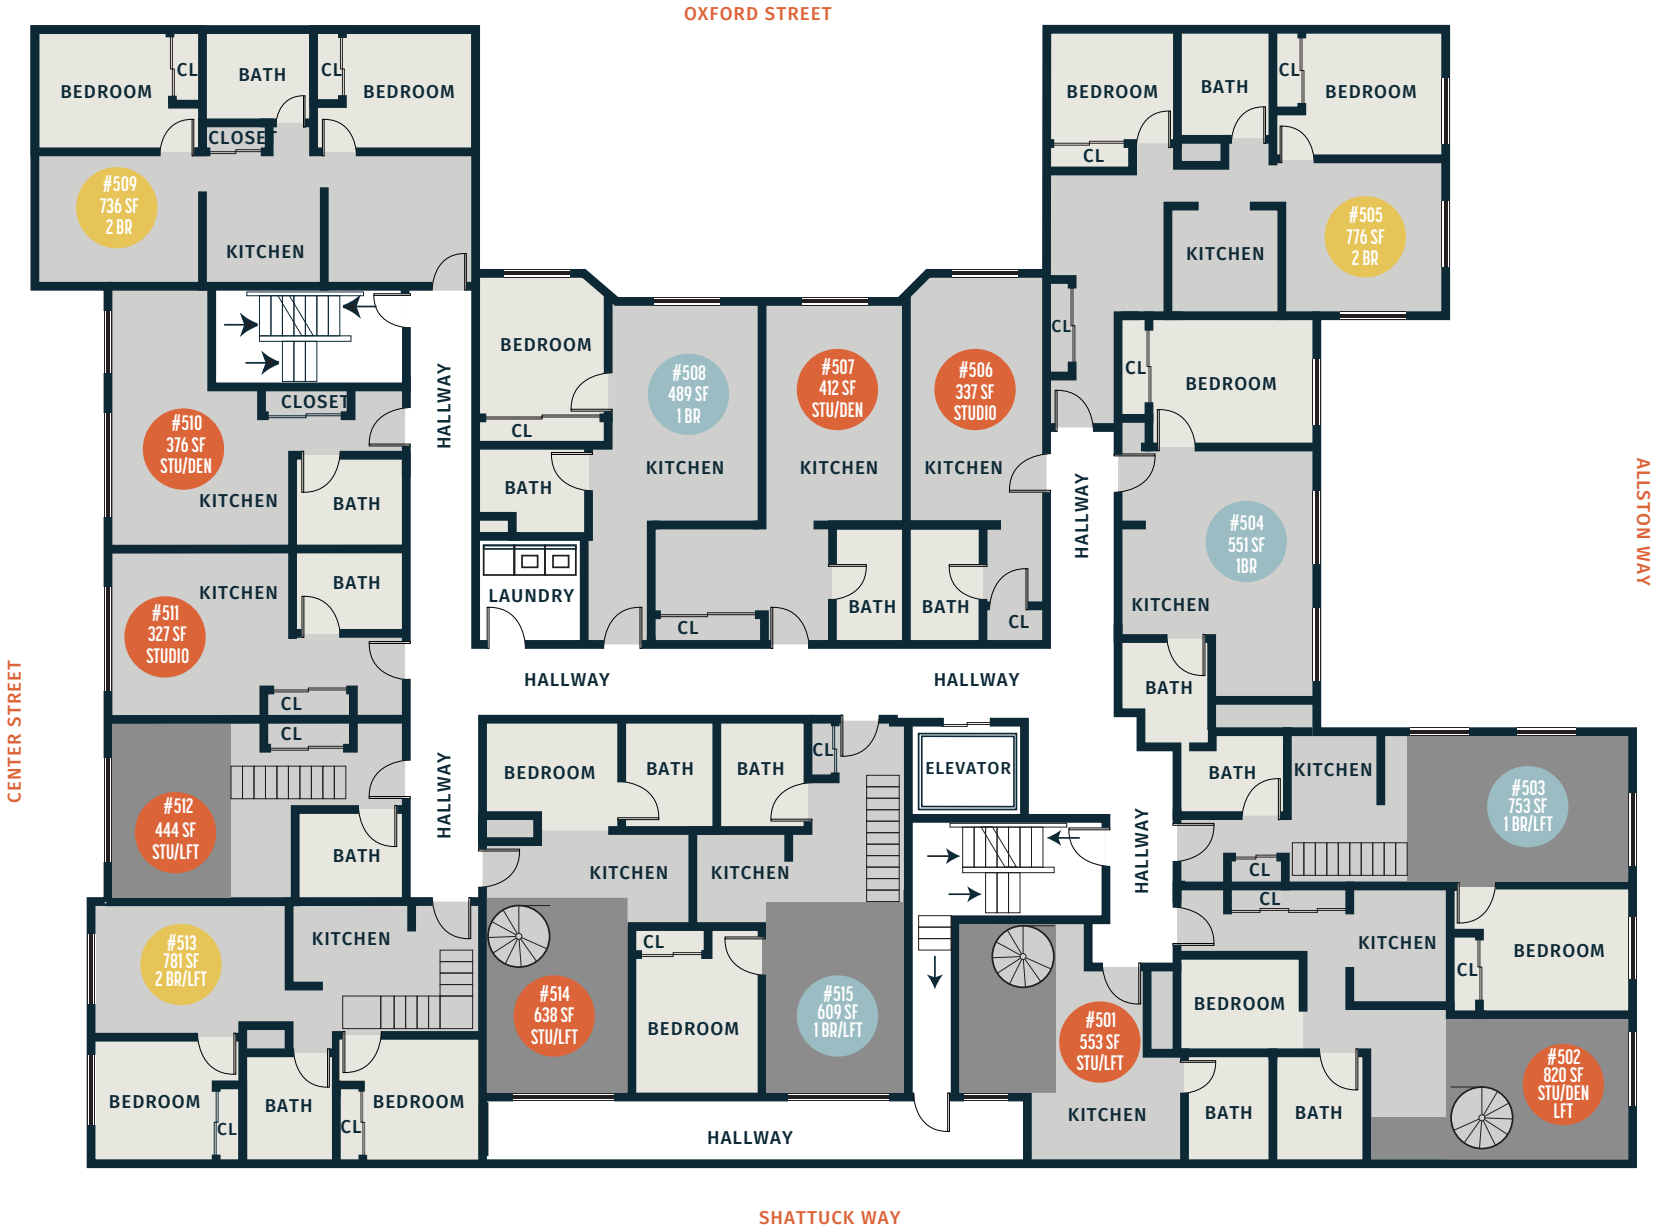 OXFORD STREET
BEDROOM
CL
BATH
CL
BEDROOM
CLOSET
#509
736 SF
2 BR
KITCHEN
BEDROOM
CL
BATH
CL
BEDROOM
#505
776 SF
2 BR
KITCHEN
CL
CL
BEDROOM
BEDROOM
CL
#508
489 SF
1 BR
KITCHEN
#507
412 SF
STU/DEN
KITCHEN
#506
337 SF
STUDIO
KITCHEN
HALLWAY
CLOSET
#510
376 SF
STU/DEN
KITCHEN
BATH
BATH
HALLWAY
ALLSTON WAY
#504
551 SF
1BR
KITCHEN
BATH
KITCHEN
BATH
#511
327 SF
STUDIO
CL
LAUNDRY
CL
BATH
BATH
CL
CENTER STREET
HALLWAY
HALLWAY
CL
#512
444 SF
STU/LFT
BATH
HALLWAY
BEDROOM
BATH
BATH
CL
ELEVATOR
KITCHEN
KITCHEN
HALLWAY
BATH
KITCHEN
#503
753 SF
1 BR/LFT
CL
CL
KITCHEN
CL
BEDROOM
BEDROOM
#513
781 SF
2 BR/LFT
KITCHEN
BEDROOM
CL
BATH
CL
BEDROOM
#514
638 SF
STU/LFT
CL
BEDROOM
#515
609 SF
1 BR/LFT
#501
553 SF
STU/LFT
KITCHEN
BATH
BATH
#502
820 SF
STU/DEN
LFT
HALLWAY
SHATTUCK WAY